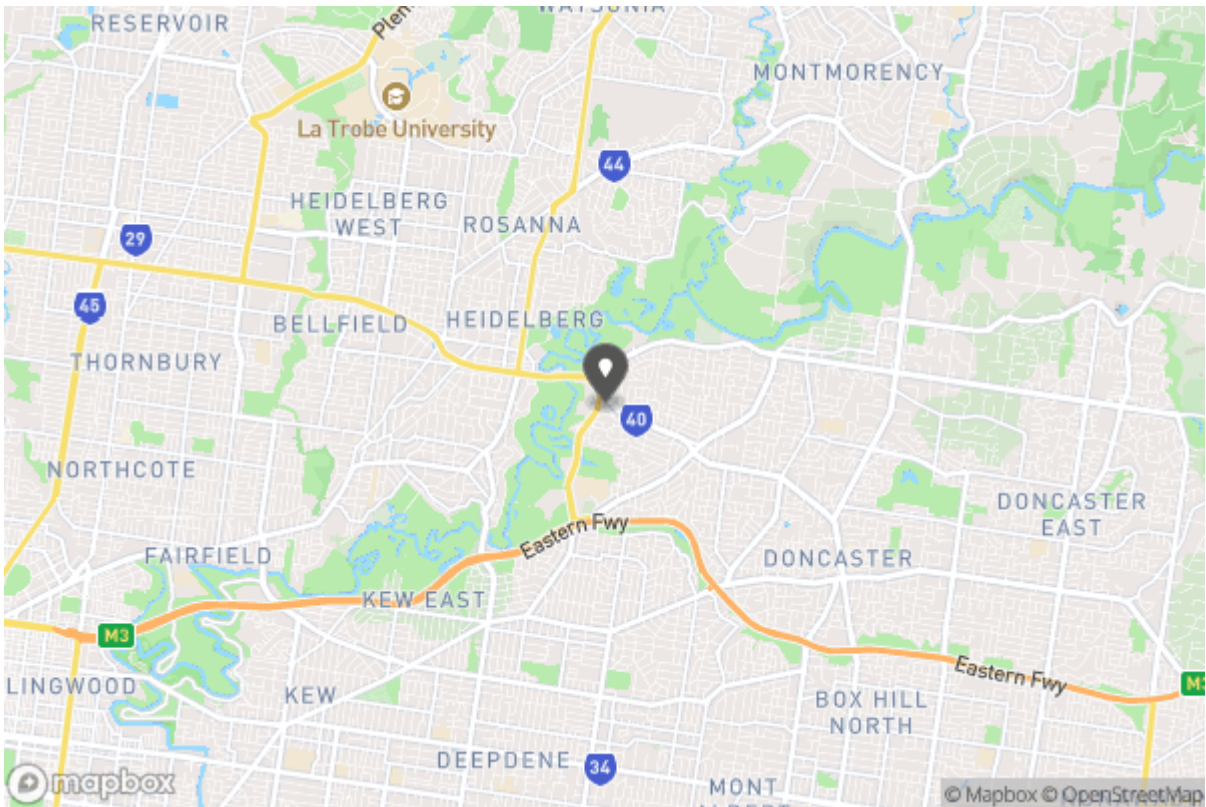 WATSONIA
RESERVOIR
Plen
MONTMORENCY
La Trobe University
44
HEIDELBERG
WEST
ROSANNA
29
45
BELLFIELD
HEIDELBERG
THORNBURY
40
NORTHCOTE
DONCASTER
EAST
Eastern Fwy
FAIRFIELD
DONCASTER
KEW EAST
M3
LINGWOOD
KEW
Eastern Fwy
M3
BOX HILL
NORTH
DEEPDENE
34
MONT
mapbox
© Mapbox © OpenStreetMap